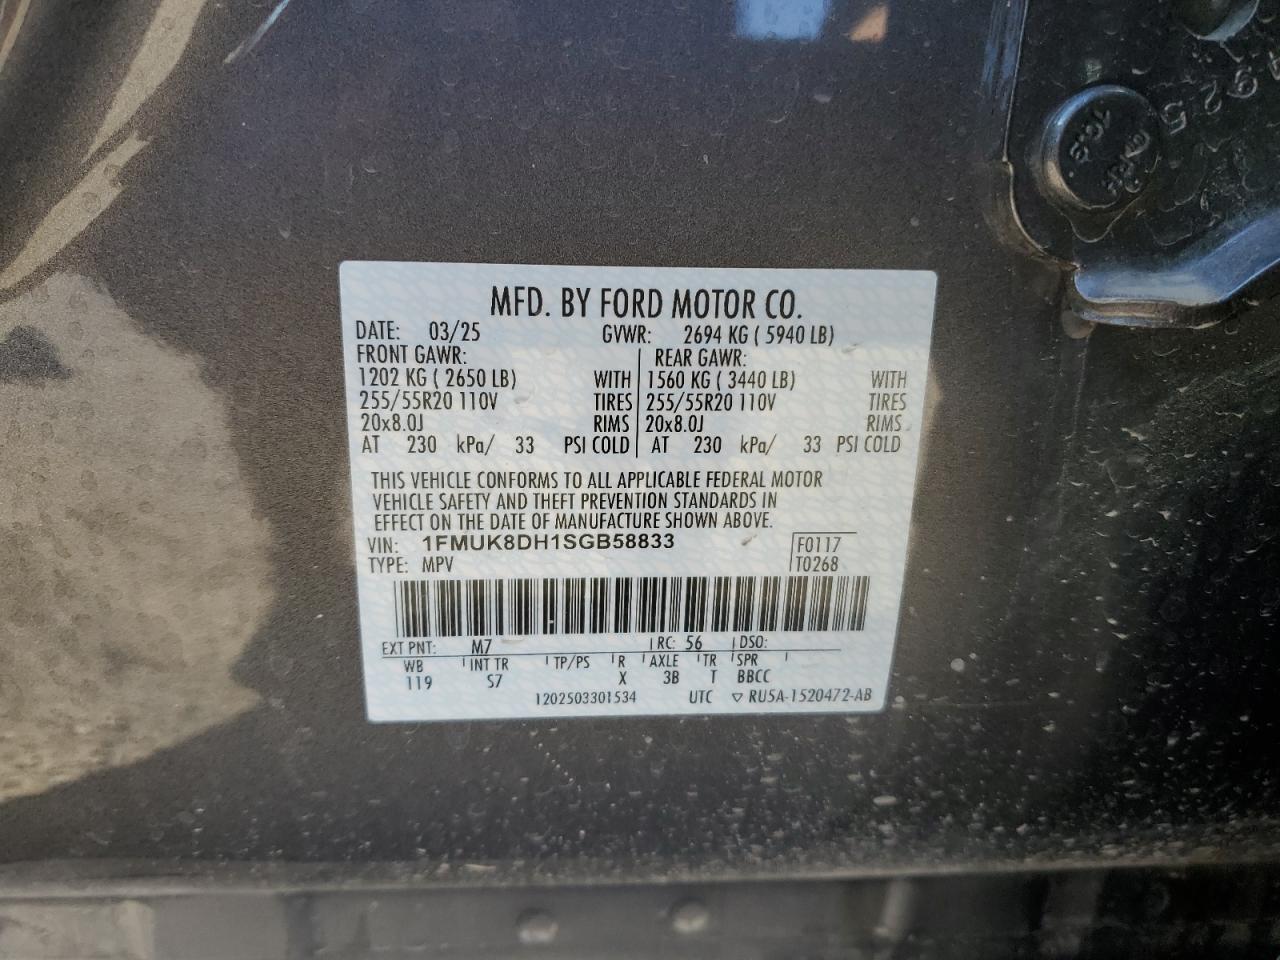 MFD. BY FORD MOTOR CO.
DATE: 03/25 GVWR: 2694 KG ( 5940 LB)
FRONT GAWR: REAR GAWR:
1202 KG ( 2650 LB) WITH 1560 KG ( 3440 LB) WITH
255/55R20 110V TIRES 255/55R20 110V TIRES
20x8.0J RIMS 20x8.0J RIMS
AT 230 kPa/ 33 PSI COLD AT 230 kPa/ 33 PSI COLD
THIS VEHICLE CONFORMS TO ALL APPLICABLE FEDERAL MOTOR
VEHICLE SAFETY AND THEFT PREVENTION STANDARDS IN
EFFECT ON THE DATE OF MANUFACTURE SHOWN ABOVE.
VIN: 1FMUK8DH1SGB58833 F0117
TYPE: MPV T0268
EXT PNT: M7 RC: 56 DSO:
WB INT TR TP/PS R AXLE TR SPR
119 S7 X 3B T BBCC
1202503301534 UTC ▽ RU5A-1520472-AB
925
10.9